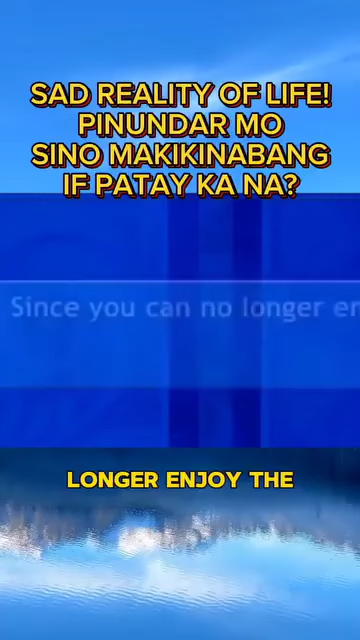 SAD REALITY OF LIFE!
PINUNDAR MO
SINO MAKIKINABANG
IF PATAY KA NA?
Since you can no longer er
LONGER ENJOY THE